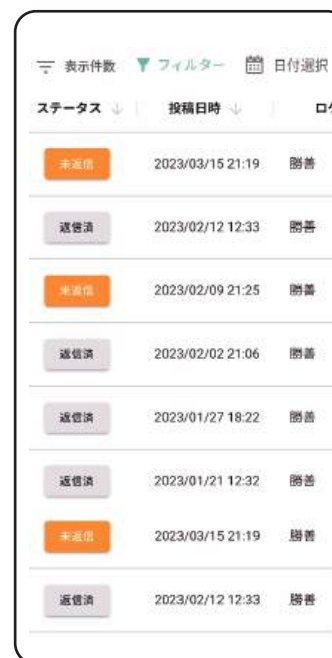 表示件数 フィルター 日付選択
ステータス ↓ 投稿日時 ↓ ロケ
未返信 2023/03/15 21:19 勝善
返信済 2023/02/12 12:33 勝善
未返信 2023/02/09 21:25 勝善
返信済 2023/02/02 21:06 勝善
返信済 2023/01/27 18:22 勝善
返信済 2023/01/21 12:32 勝善
未返信 2023/03/15 21:19 勝善
返信済 2023/02/12 12:33 勝善